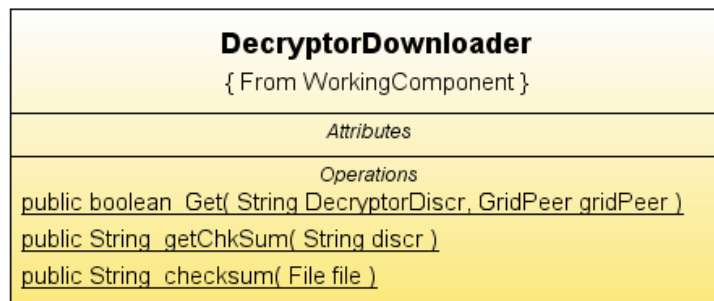 DecryptorDownloader
{ From WorkingComponent }
Attributes
Operations
public boolean Get( String DecryptorDiscr, GridPeer gridPeer )
public String getChkSum( String discr )
public String checksum( File file )